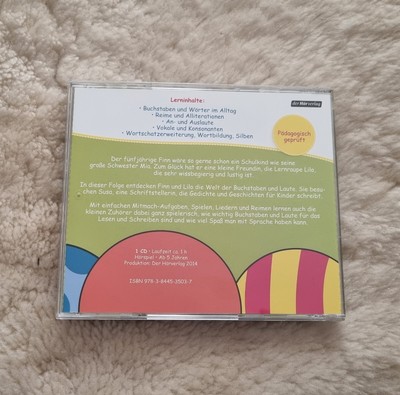 Lerninhalte:
• Buchstaben und Wörter im Alltag
• Reime und Alliterationen
• An- und Auslaute
• Vokale und Konsonanten
• Wortschatzerweiterung, Wortbildung, Silben
der Hörverlag
Pädagogisch
geprüft
Der fünfjährige Finn wäre so gerne schon ein Schulkind wie seine
große Schwester Mia. Zum Glück hat er eine kleine Freundin, die Lernraupe Lila,
die sehr wissbegierig und lustig ist.
In dieser Folge entdecken Finn und Lila die Welt der Buchstaben und Laute. Sie besu-
chen Susa, eine Schriftstellerin, die Gedichte und Geschichten für Kinder schreibt.
Mit einfachen Mitmach-Aufgaben, Spielen, Liedern und Reimen lernen auch die
kleinen Zuhörer dabei ganz spielerisch, wie wichtig Buchstaben und Laute für das
Lesen und Schreiben sind und wie viel Spaß man mit Sprache haben kann.
1 CD • Laufzeit ca. 1 h
Hörspiel • Ab 5 Jahren
Produktion: Der Hörverlag 2014
ISBN 978-3-8445-1503-7